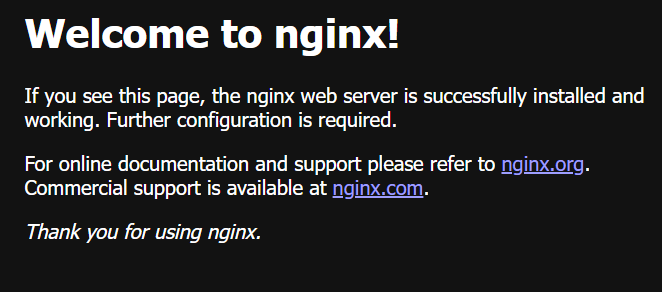 Welcome to nginx!
If you see this page, the nginx web server is successfully installed and
working. Further configuration is required.
For online documentation and support please refer to nginx.org.
Commercial support is available at nginx.com.
Thank you for using nginx.